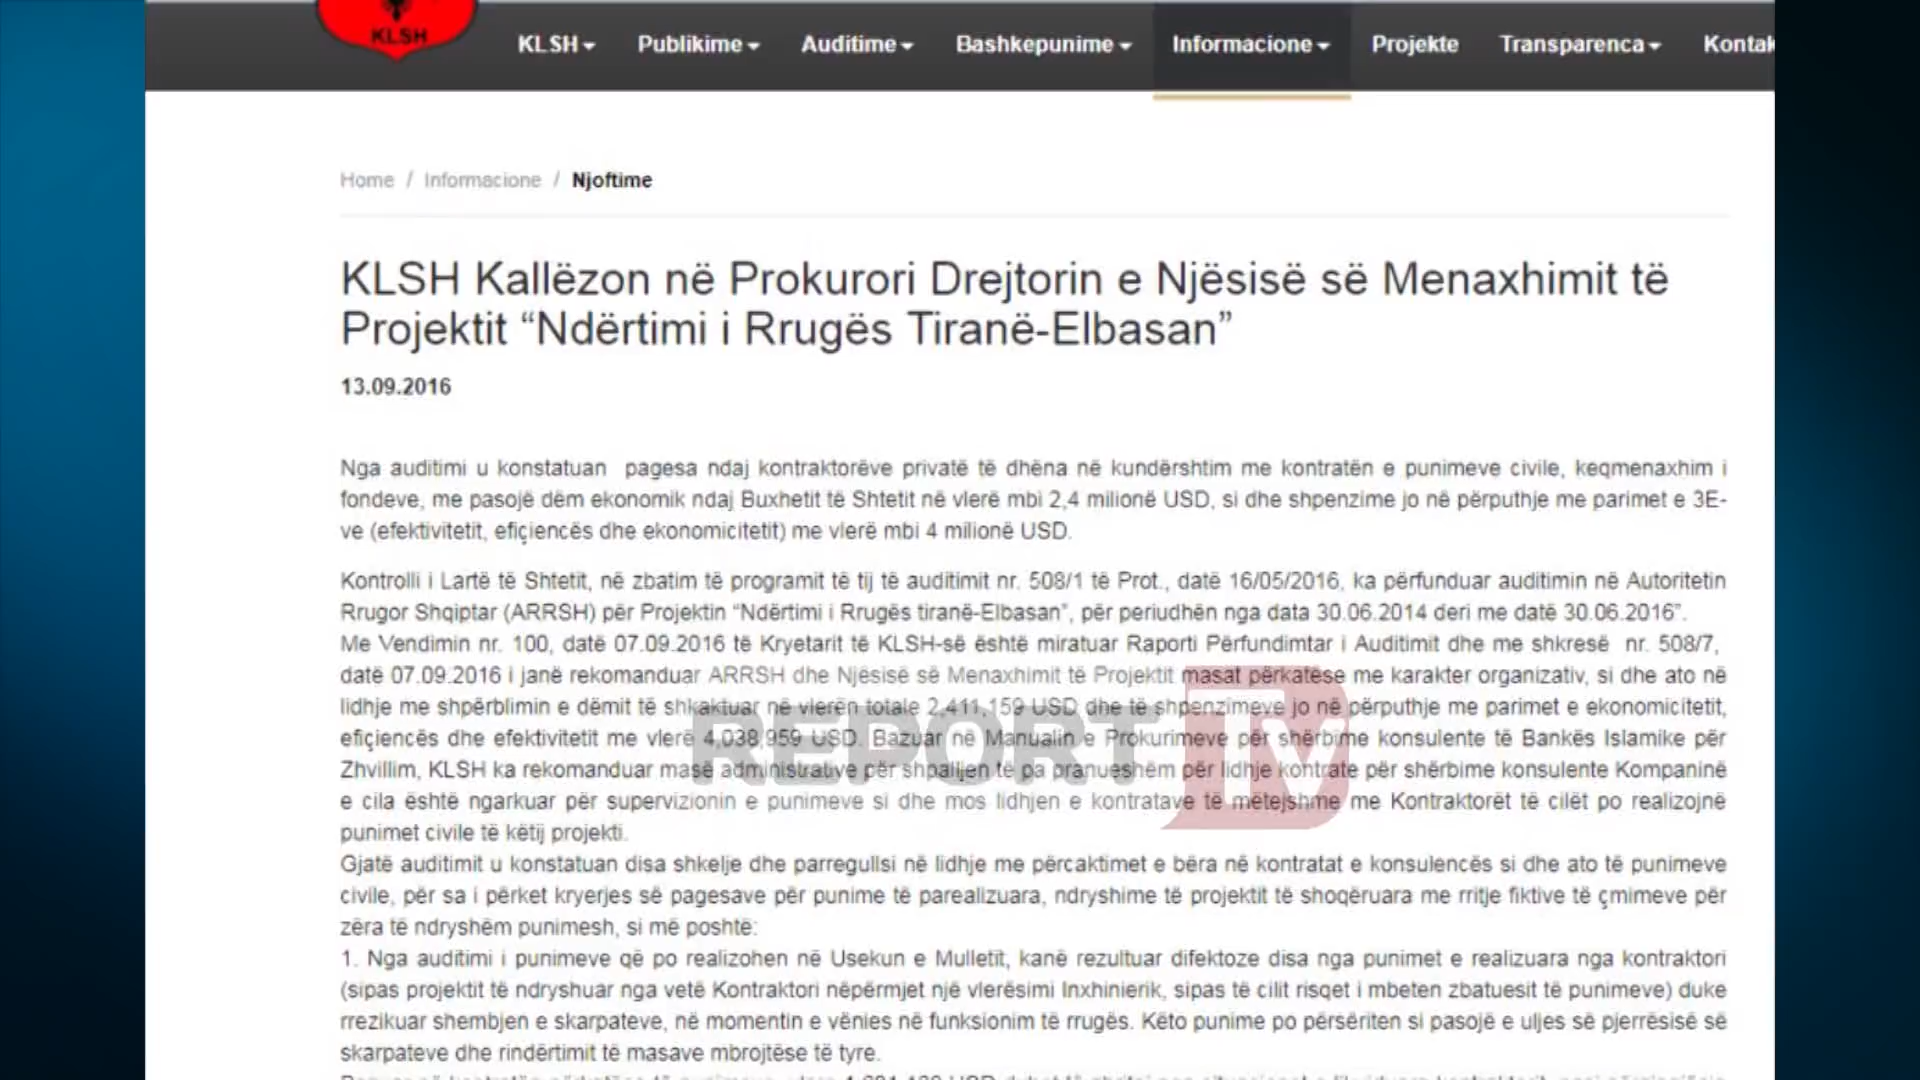 KLSH
KLSH Publikime Auditime Bashkepunime Informacione Projekte Transparenca Kontak
Home / Informacione / Njoftime
KLSH Kallëzon në Prokurori Drejtorin e Njësisë së Menaxhimit të
Projektit “Ndërtimi i Rrugës Tiranë-Elbasan”
13.09.2016
Nga auditimi u konstatuan pagesa ndaj kontraktorëve privatë të dhëna në kundërshtim me kontratën e punimeve civile, keqmenaxhim i
fondeve, me pasojë dëm ekonomik ndaj Buxhetit të Shtetit në vlerë mbi 2,4 milionë USD, si dhe shpenzime jo në përputhje me parimet e 3E-
ve (efektivitetit, efiçiencës dhe ekonomicitetit) me vlerë mbi 4 milionë USD.
Kontrolli i Lartë të Shtetit, në zbatim të programit të tij të auditimit nr. 508/1 të Prot., datë 16/05/2016, ka përfunduar auditimin në Autoritetin
Rrugor Shqiptar (ARRSH) për Projektin “Ndërtimi i Rrugës tiranë-Elbasan”, për periudhën nga data 30.06.2014 deri me datë 30.06.2016”.
Me Vendimin nr. 100, datë 07.09.2016 të Kryetarit të KLSH-së është miratuar Raporti Përfundimtar i Auditimit dhe me shkresë nr. 508/7,
datë 07.09.2016 i janë rekomanduar ARRSH dhe Njësisë së Menaxhimit të Projektit masat përkatëse me karakter organizativ, si dhe ato në
lidhje me shpërblimin e dëmit të shkaktuar në vlerën totale 2,411,159 USD dhe të shpenzimeve jo në përputhje me parimet e ekonomicitetit,
efiçiencës dhe efektivitetit me vlerë 4,038,959 USD. Bazuar në Manualin e Prokurimeve për shërbime konsulente të Bankës Islamike për
Zhvillim, KLSH ka rekomanduar masë administrative për shpalljen të pa pranueshëm për lidhje kontrate për shërbime konsulente Kompaninë
e cila është ngarkuar për supervizionin e punimeve si dhe mos lidhjen e kontratave të mëtejshme me Kontraktorët të cilët po realizojnë
punimet civile të këtij projekti.
REPORT Tv
Gjatë auditimit u konstatuan disa shkelje dhe parregullsi në lidhje me përcaktimet e bëra në kontratat e konsulencës si dhe ato të punimeve
civile, për sa i përket kryerjes së pagesave për punime të parealizuara, ndryshime të projektit të shoqëruara me rritje fiktive të çmimeve për
zëra të ndryshëm punimesh, si më poshtë:
1. Nga auditimi i punimeve që po realizohen në Usekun e Mulletit, kanë rezultuar difektoze disa nga punimet e realizuara nga kontraktori
(sipas projektit të ndryshuar nga vetë Kontraktori nëpërmjet një vlerësimi Inxhinierik, sipas të cilit risqet i mbeten zbatuesit të punimeve) duke
rrezikuar shembjen e skarpateve, në momentin e vënies në funksionim të rrugës. Këto punime po përsëriten si pasojë e uljes së pjerrësisë së
skarpateve dhe rindërtimit të masave mbrojtëse të tyre.